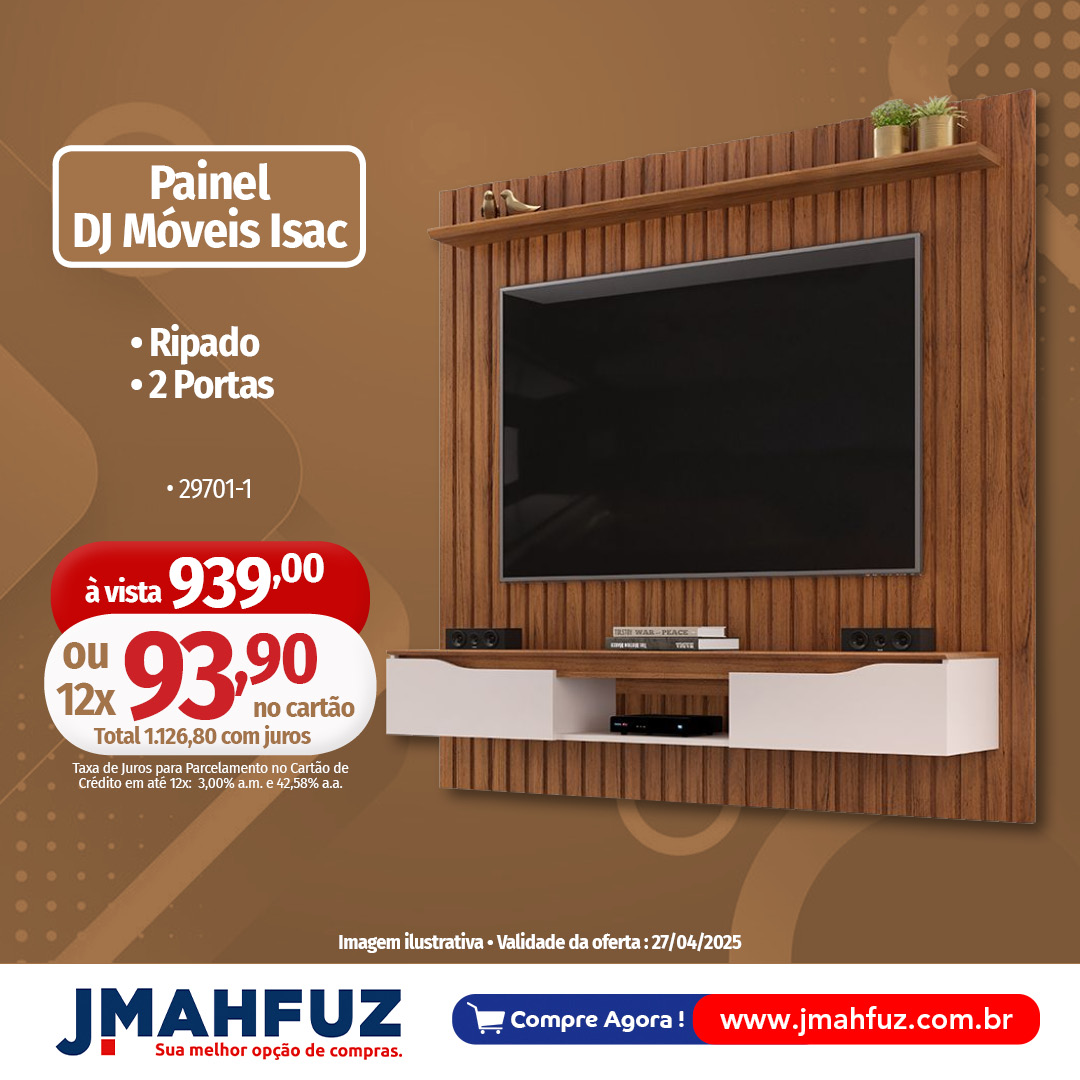 Painel
DJ Móveis Isac
• Ripado
• 2 Portas
• 29701-1
à vista 939,00
ou 12x 93,90 no cartão
Total 1.126,80 com juros
Taxa de Juros para Parcelamento no Cartão de
Crédito em até 12x: 3,00% a.m. e 42,58% a.a.
TOLSTOI WAR - PEACE
Imagem ilustrativa • Validade da oferta : 27/04/2025
JMAHFUZ
Sua melhor opção de compras.
Compre Agora !
www.jmahfuz.com.br